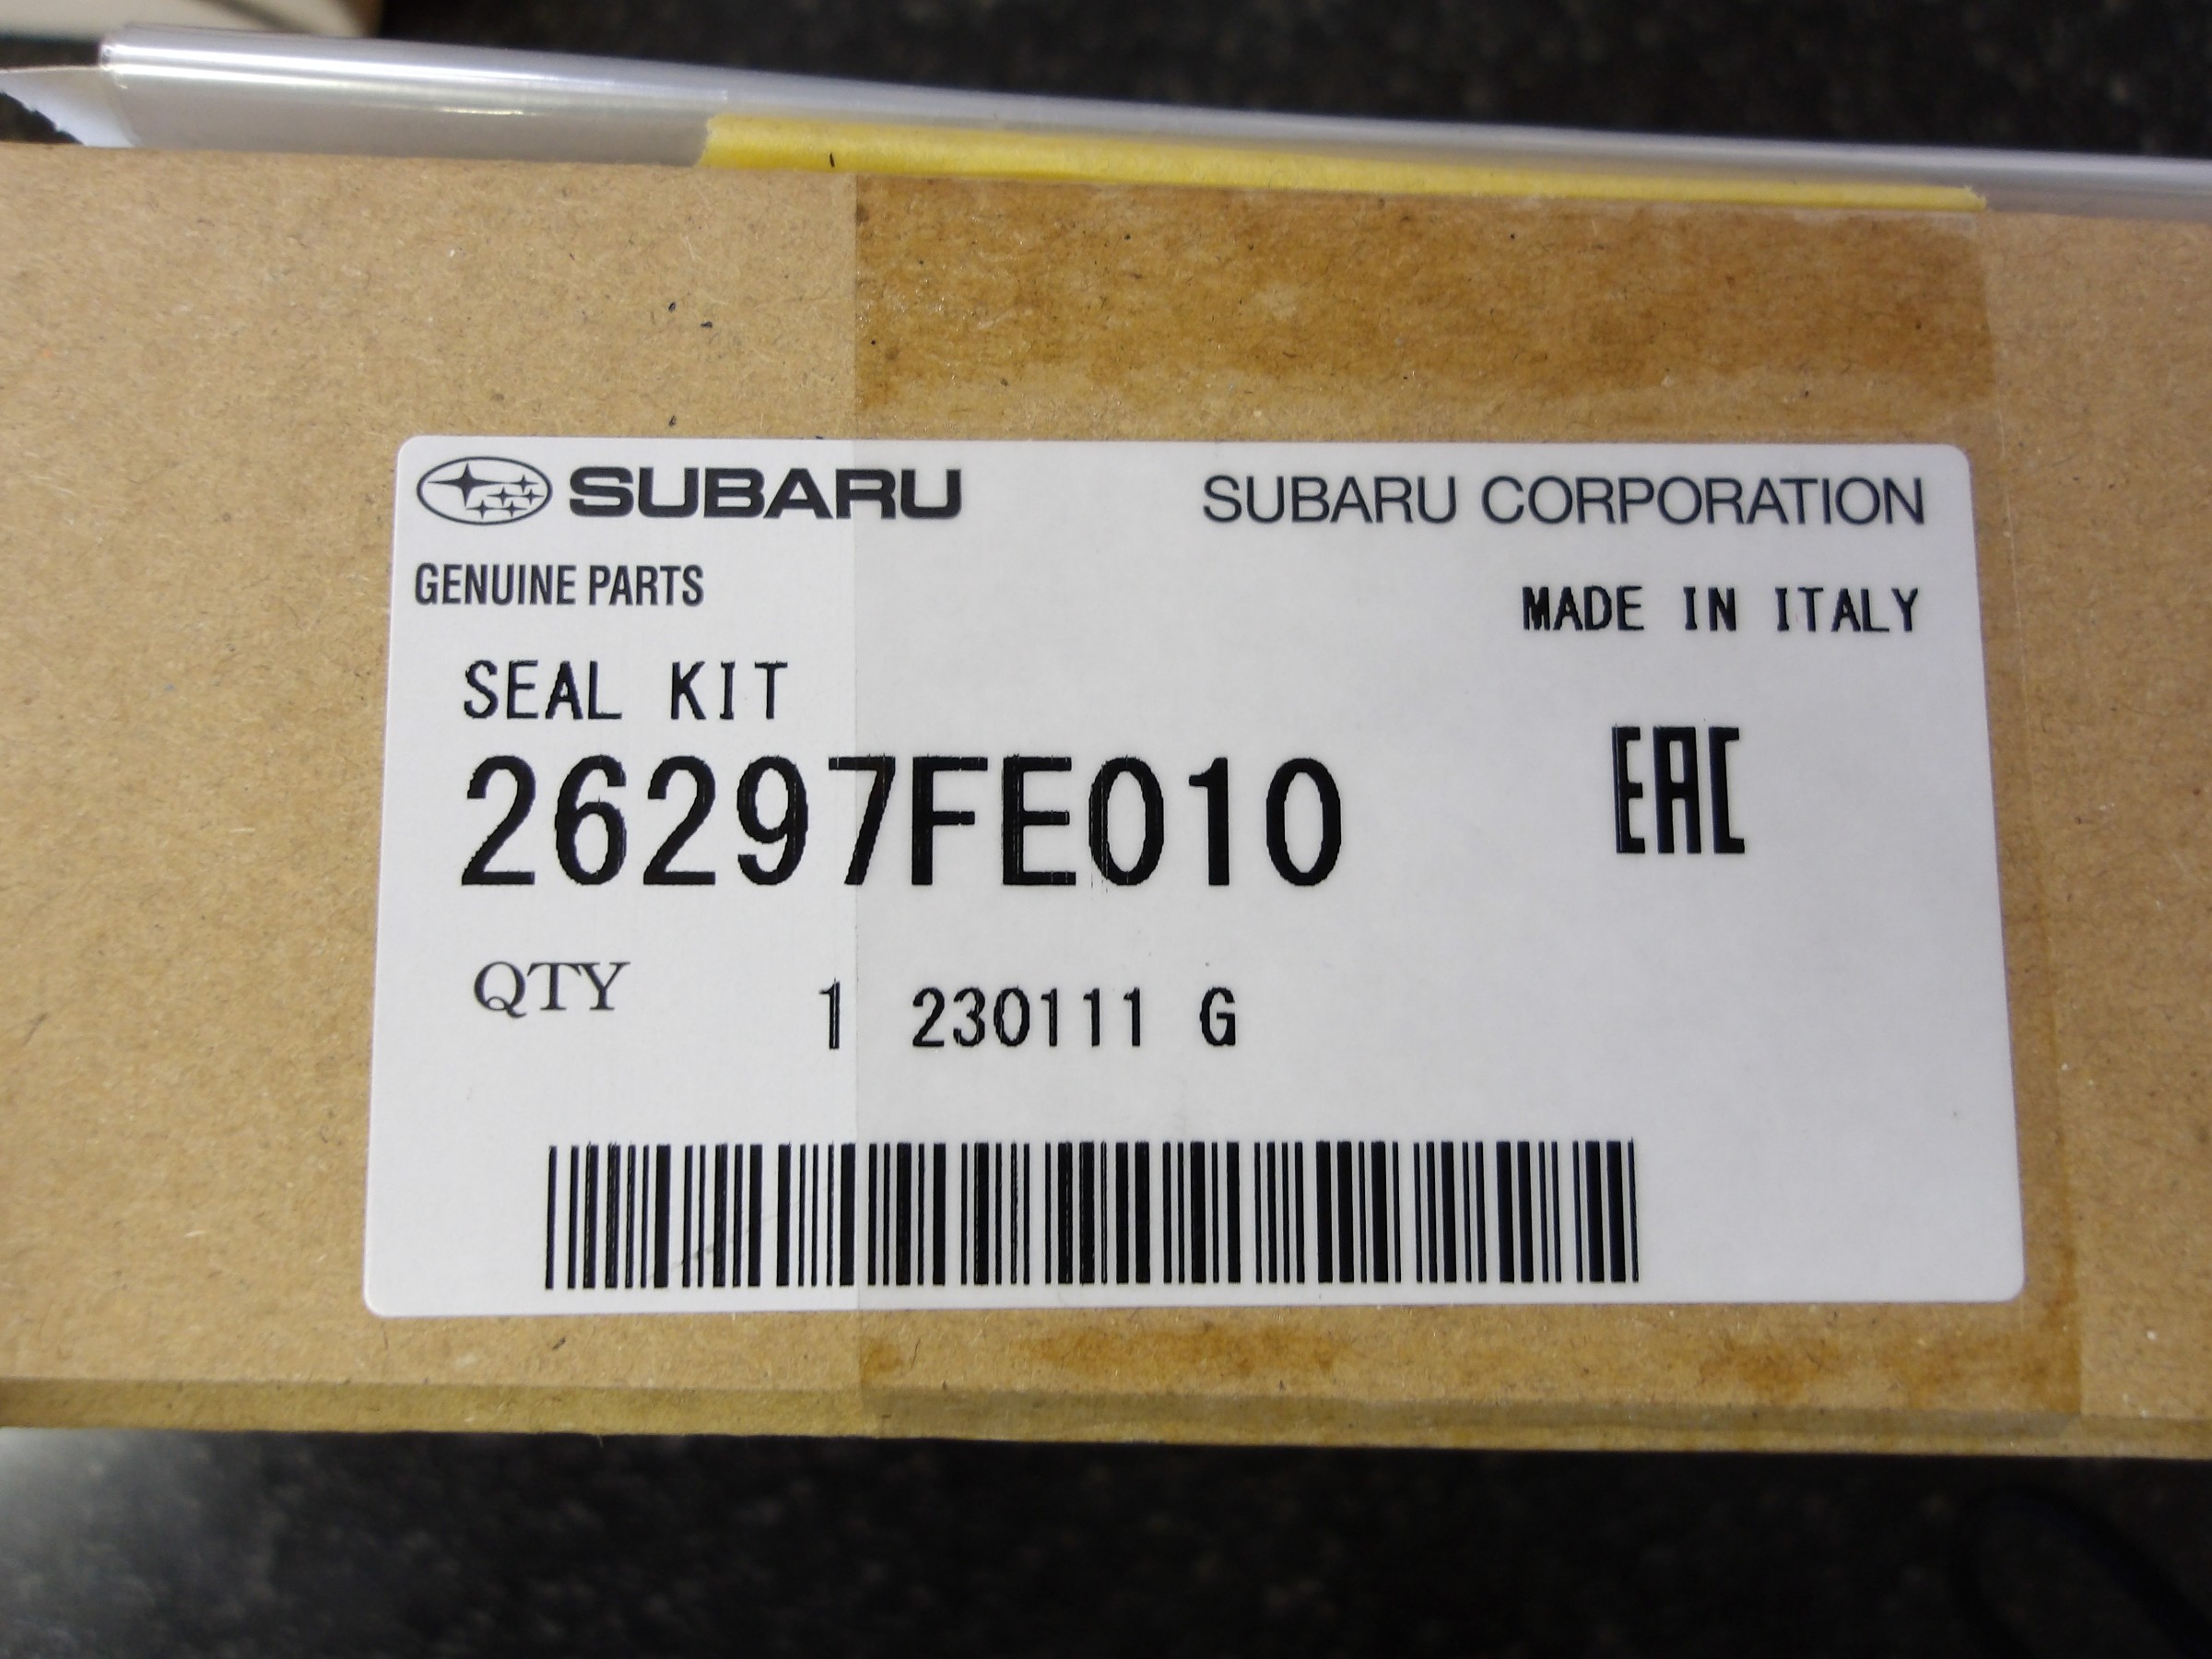 SUBARU SUBARU CORPORATION
GENUINE PARTS MADE IN ITALY
SEAL KIT
26297FE010 EAC
QTY 1 230111 G